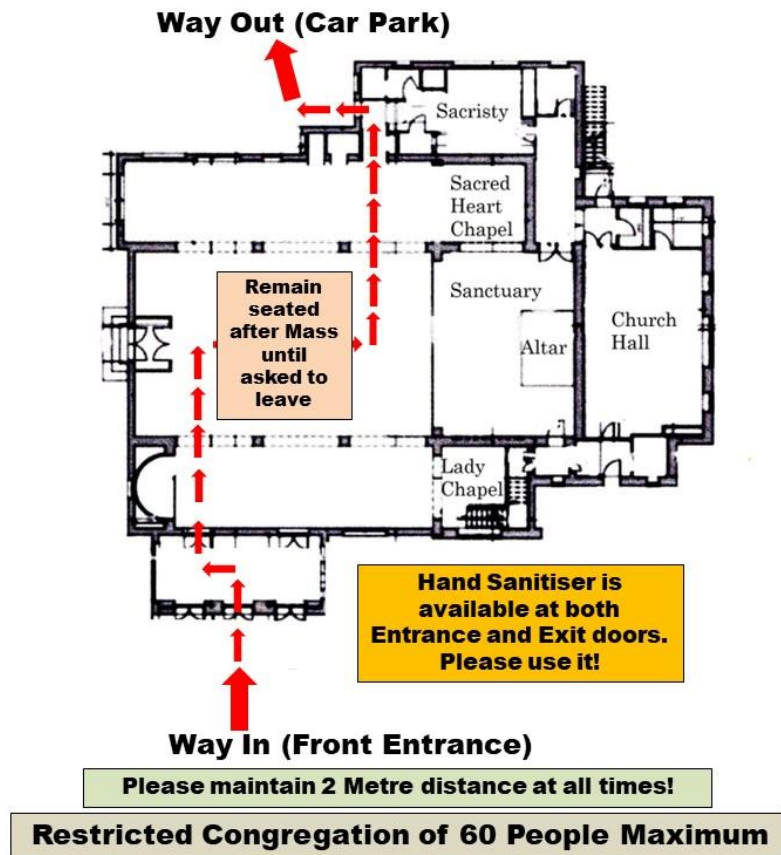 Way Out (Car Park)
Sacristy
Sacred
Heart
Chapel
Remain
seated
after Mass
until
asked to
leave
Sanctuary
Altar
Church
Hall
Lady
Chapel
Hand Sanitiser is
available at both
Entrance and Exit doors.
Please use it!
Way In (Front Entrance)
Please maintain 2 Metre distance at all times!
Restricted Congregation of 60 People Maximum